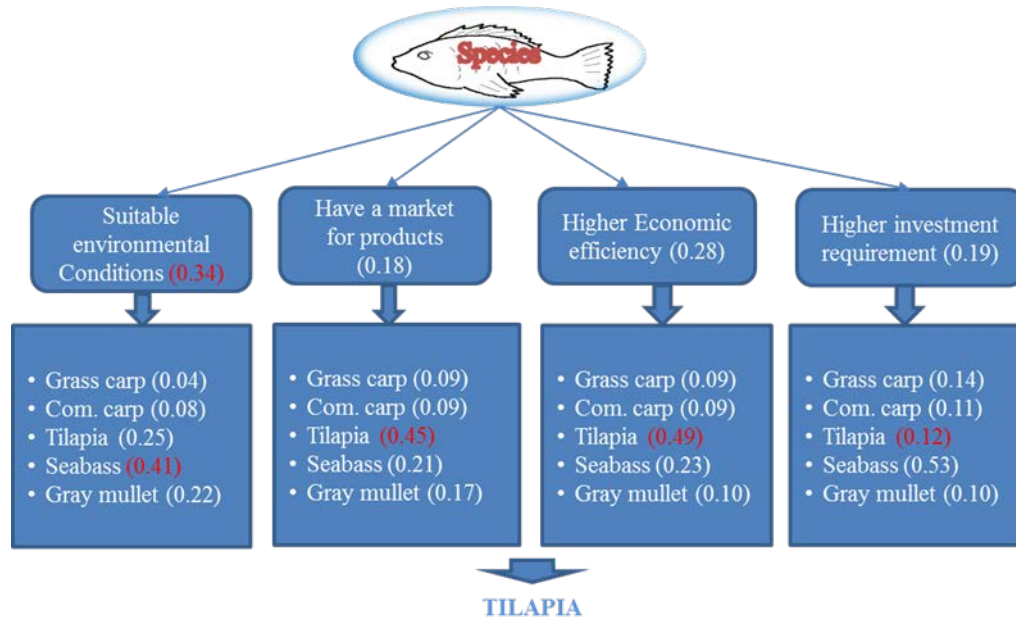 Species
Suitable
environmental
Conditions (0.34)
Have a market
for products
(0.18)
Higher Economic
efficiency (0.28)
Higher investment
requirement (0.19)
• Grass carp (0.04)
• Com. carp (0.08)
• Tilapia (0.25)
• Seabass (0.41)
• Gray mullet (0.22)
• Grass carp (0.09)
• Com. carp (0.09)
• Tilapia (0.45)
• Seabass (0.21)
• Gray mullet (0.17)
• Grass carp (0.09)
• Com. carp (0.09)
• Tilapia (0.49)
• Seabass (0.23)
• Gray mullet (0.10)
• Grass carp (0.14)
• Com. carp (0.11)
• Tilapia (0.12)
• Seabass (0.53)
• Gray mullet (0.10)
TILAPIA